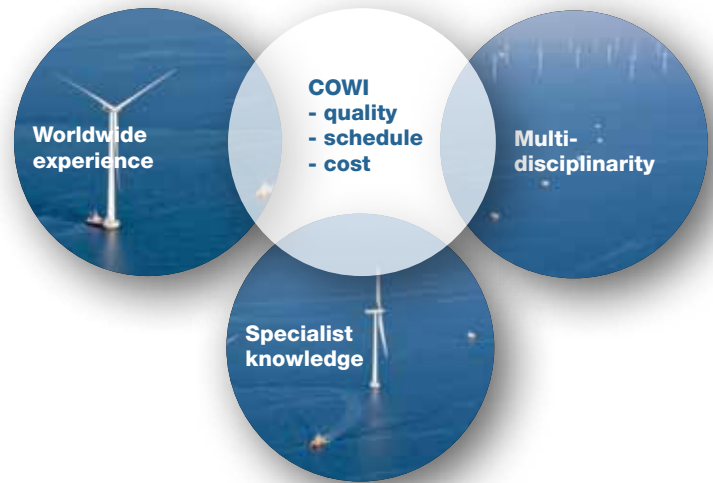 Worldwide
experience
COWI
- quality
- schedule
- cost
Multi-
disciplinarity
Specialist
knowledge